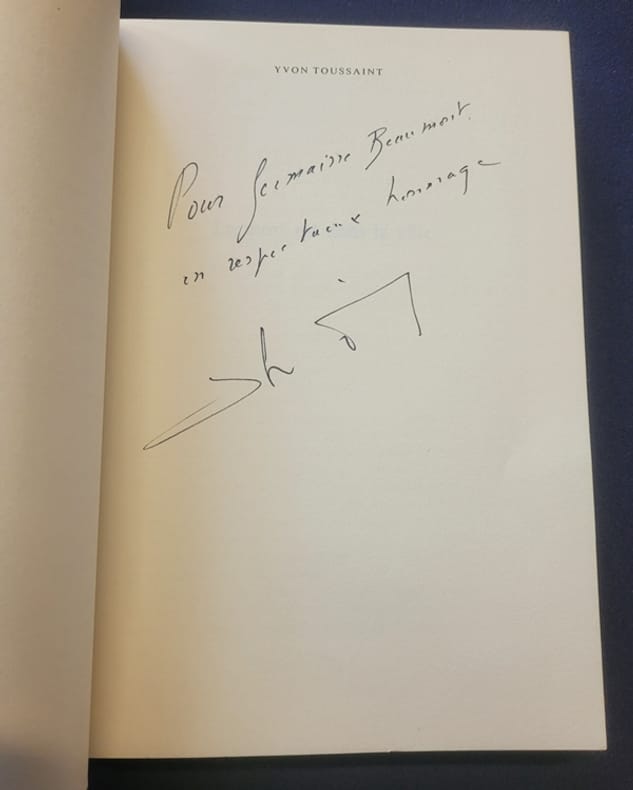 YVON TOUSSAINT
Pour Germaine Beaumont.
en respectueux hommage